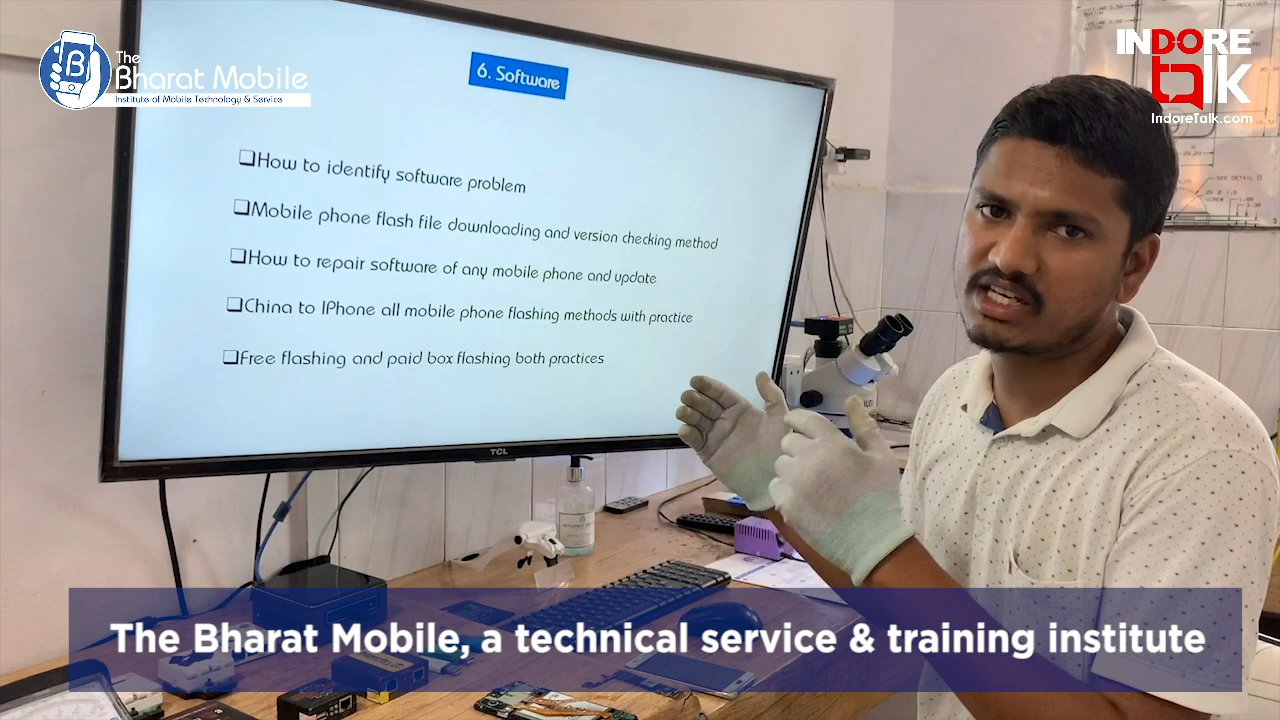 The
Bharat Mobile
Institute of Mobile Technology & Service
B
INDORE
talk
IndoreTalk.com
6. Software
❑How to identify software problem
❑Mobile phone flash file downloading and version checking method
❑How to repair software of any mobile phone and update
❑China to IPhone all mobile phone flashing methods with practice
❑Free flashing and paid box flashing both practices
TCL
RECEIVER
SEE DETAIL
The Bharat Mobile, a technical service & training institute